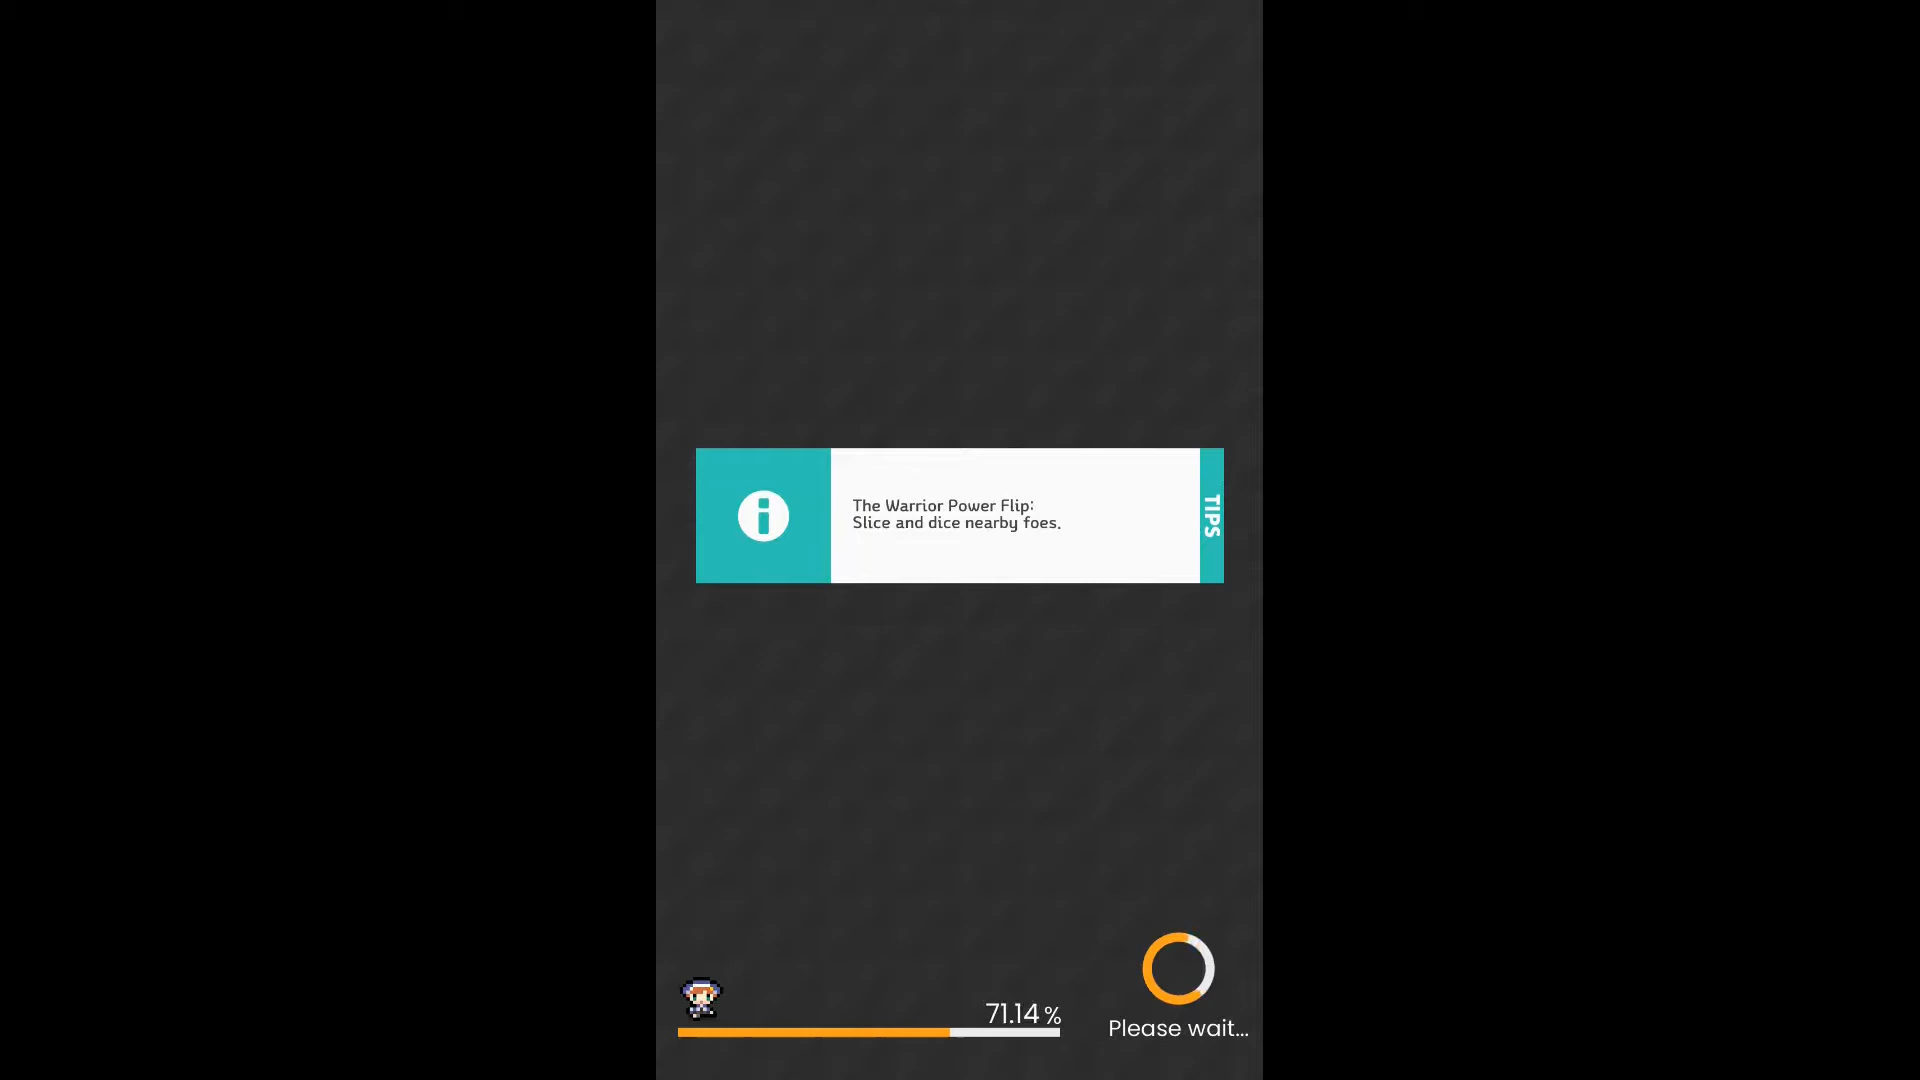 The Warrior Power Flip:
Slice and dice nearby foes.
TIPS
71.14 %
Please wait...